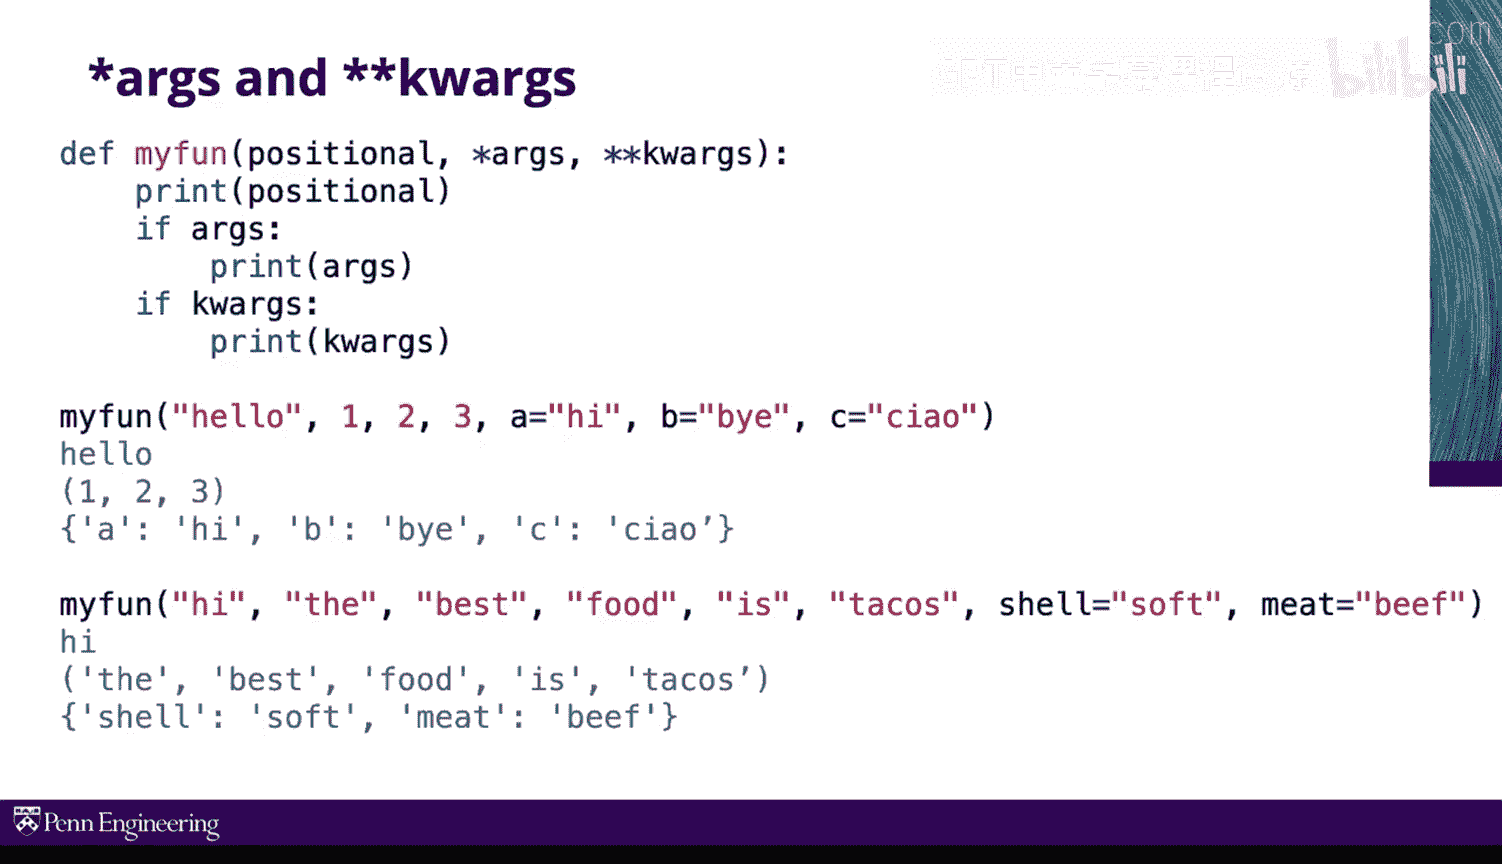 *args and **kwargs
def myfun(positional, *args, **kwargs):
    print(positional)
    if args:
        print(args)
    if kwargs:
        print(kwargs)
myfun("hello", 1, 2, 3, a="hi", b="bye", c="ciao")
hello
(1, 2, 3)
{'a': 'hi', 'b': 'bye', 'c': 'ciao’}
myfun("hi", "the", "best", "food", "is", "tacos", shell="soft", meat="beef")
hi
('the', 'best', 'food', 'is', 'tacos’)
{'shell': 'soft', 'meat': 'beef'}
Penn Engineering
.com
bilibili